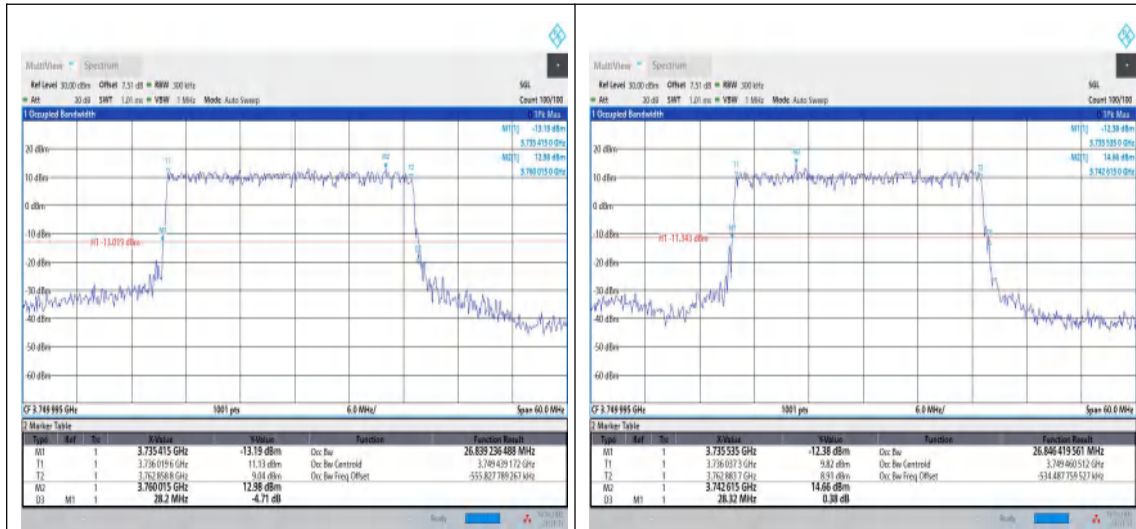 MultiView Spectrum
Ref Level 30.00 dBm Offset 7.51 dB RBW 300 kHz SGL
Att 30 dB SWT 1.01 ms VBW 1 MHz Mode Auto Sweep Count 100/100
1 Occupied Bandwidth 1Pk Max
M1[1] -13.19 dBm
3.735 415 0 GHz
M2[1] 12.98 dBm
3.760 015 0 GHz
20 dBm
T1
M2
T2
10 dBm
0 dBm
M1
H1 -13.019 dBm
-10 dBm
-20 dBm
-30 dBm
-40 dBm
-50 dBm
-60 dBm
CF 3.749 995 GHz 1001 pts 6.0 MHz/ Span 60.0 MHz
2 Marker Table
Type Ref Trc X-Value Y-Value Function Function Result
M1 1 3.735 415 GHz -13.19 dBm Occ Bw 26.839 236 488 MHz
T1 1 3.736 019 6 GHz 11.13 dBm Occ Bw Centroid 3.749 439 172 GHz
T2 1 3.762 858 8 GHz 9.04 dBm Occ Bw Freq Offset -555.827 789 267 kHz
M2 1 3.760 015 GHz 12.98 dBm
D3 M1 1 28.2 MHz -4.71 dB
Ready
MultiView Spectrum
Ref Level 30.00 dBm Offset 7.51 dB RBW 300 kHz SGL
Att 30 dB SWT 1.01 ms VBW 1 MHz Mode Auto Sweep Count 100/100
1 Occupied Bandwidth 1Pk Max
M1[1] -12.38 dBm
3.735 535 0 GHz
M2[1] 14.66 dBm
3.742 615 0 GHz
20 dBm
T1
M2
10 dBm
0 dBm
M1
H1 -11.343 dBm
-10 dBm
-20 dBm
-30 dBm
-40 dBm
-50 dBm
-60 dBm
CF 3.749 995 GHz 1001 pts 6.0 MHz/ Span 60.0 MHz
2 Marker Table
Type Ref Trc X-Value Y-Value Function Function Result
M1 1 3.735 535 GHz -12.38 dBm Occ Bw 26.846 419 561 MHz
T1 1 3.736 037 3 GHz 9.82 dBm Occ Bw Centroid 3.749 460 512 GHz
T2 1 3.762 883 7 GHz 8.93 dBm Occ Bw Freq Offset -534.487 759 527 kHz
M2 1 3.742 615 GHz 14.66 dBm
D3 M1 1 28.32 MHz 0.38 dB
Ready